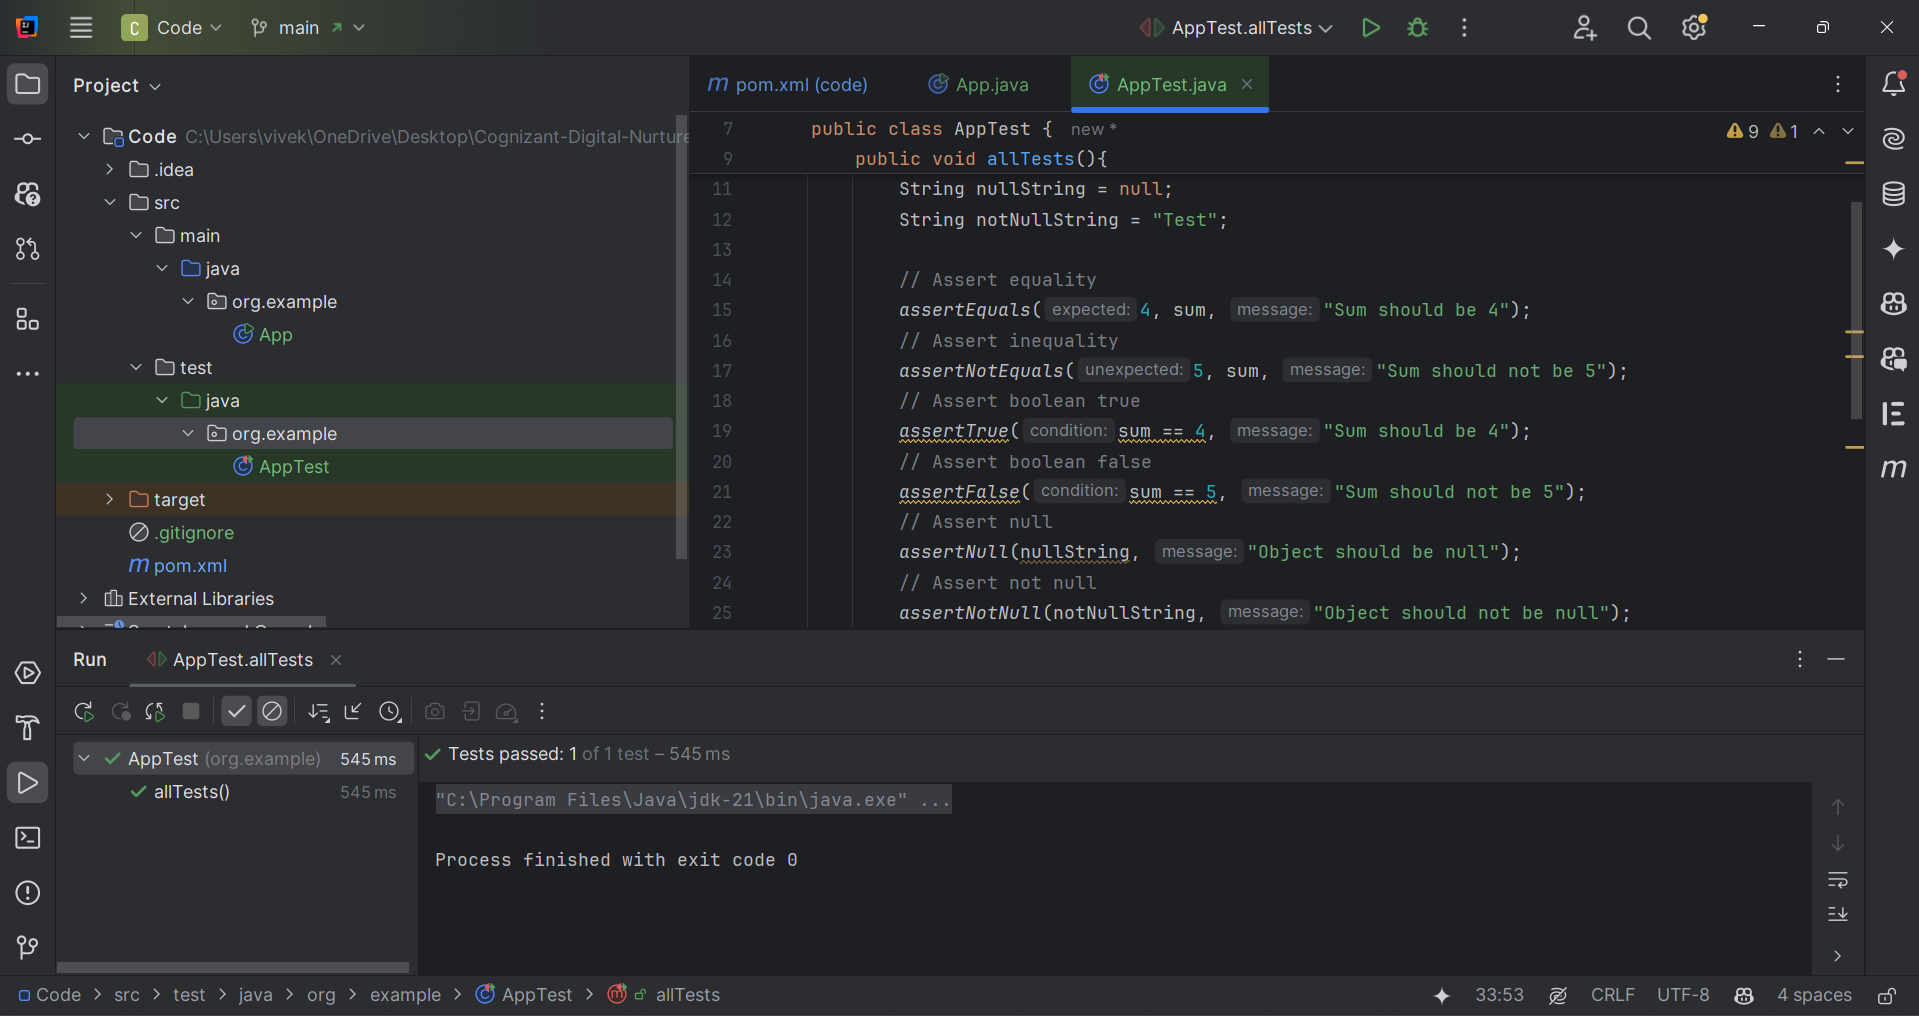 C Code main AppTest.allTests
Project
Code C:\Users\vivek\OneDrive\Desktop\Cognizant-Digital-Nurture
.idea
src
main
java
org.example
App
test
java
org.example
AppTest
target
.gitignore
m pom.xml
External Libraries
m pom.xml (code) App.java AppTest.java
9 1
7 public class AppTest { new *
9 public void allTests(){
11 String nullString = null;
12 String notNullString = "Test";
13
14 // Assert equality
15 assertEquals( expected: 4, sum, message: "Sum should be 4");
16 // Assert inequality
17 assertNotEquals( unexpected: 5, sum, message: "Sum should not be 5");
18 // Assert boolean true
19 assertTrue( condition: sum == 4, message: "Sum should be 4");
20 // Assert boolean false
21 assertFalse( condition: sum == 5, message: "Sum should not be 5");
22 // Assert null
23 assertNull(nullString, message: "Object should be null");
24 // Assert not null
25 assertNotNull(notNullString, message: "Object should not be null");
Run AppTest.allTests
AppTest (org.example) 545 ms
allTests() 545 ms
Tests passed: 1 of 1 test – 545 ms
"C:\Program Files\Java\jdk-21\bin\java.exe" ...
Process finished with exit code 0
Code > src > test > java > org > example > AppTest > allTests
33:53 CRLF UTF-8 4 spaces